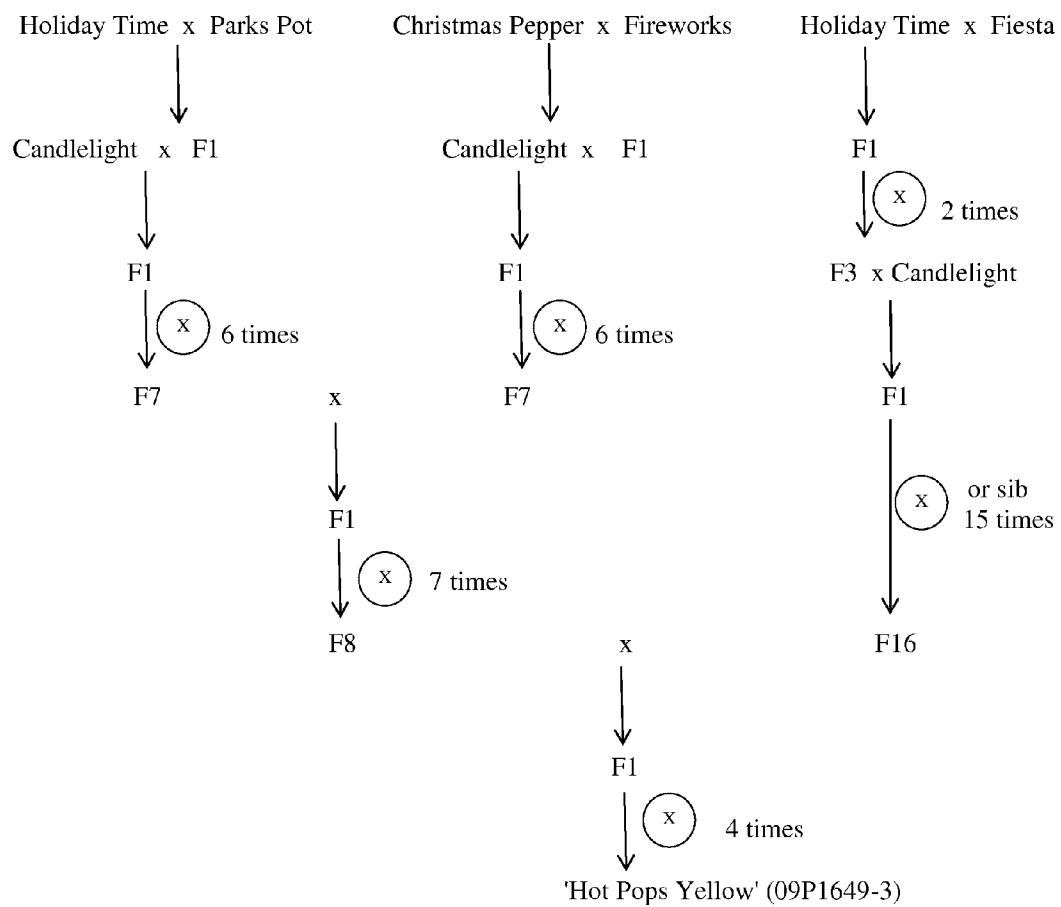 Holiday Time x Parks Pot Christmas Pepper x Fireworks Holiday Time x Fiesta
Candlelight x F1 Candlelight x F1 F1
x 2 times
F1 F1 F3 x Candlelight
x 6 times x 6 times
F7 x F7 F1
x or sib
15 times
F1
x 7 times
F8 x F16
F1
x 4 times
'Hot Pops Yellow' (09P1649-3)